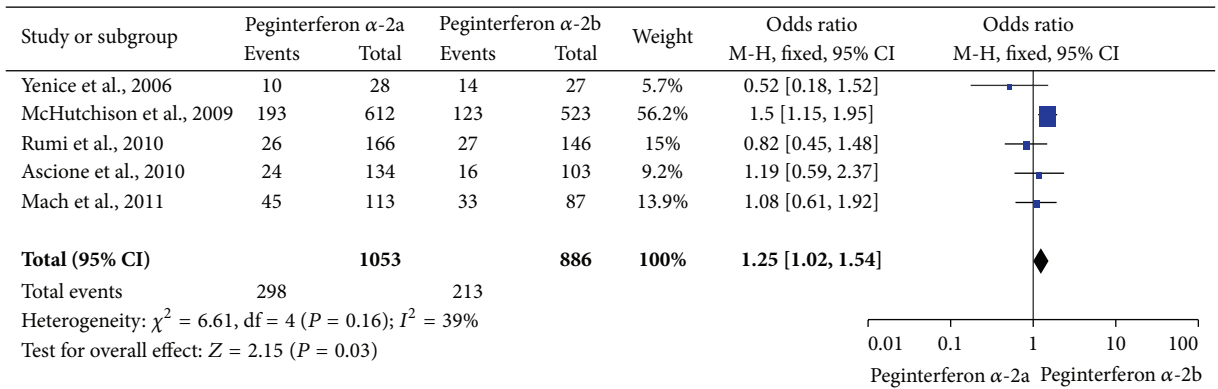 Study or subgroup Peginterferon α-2a Peginterferon α-2b Weight Odds ratio Odds ratio
Events Total Events Total M-H, fixed, 95% CI M-H, fixed, 95% CI
Yenice et al., 2006 10 28 14 27 5.7% 0.52 [0.18, 1.52]
McHutchison et al., 2009 193 612 123 523 56.2% 1.5 [1.15, 1.95]
Rumi et al., 2010 26 166 27 146 15% 0.82 [0.45, 1.48]
Ascione et al., 2010 24 134 16 103 9.2% 1.19 [0.59, 2.37]
Mach et al., 2011 45 113 33 87 13.9% 1.08 [0.61, 1.92]
Total (95% CI) 1053 886 100% 1.25 [1.02, 1.54]
Total events 298 213
Heterogeneity: χ² = 6.61, df = 4 (P = 0.16); I² = 39%
Test for overall effect: Z = 2.15 (P = 0.03)
0.01 0.1 1 10 100
Peginterferon α-2a Peginterferon α-2b